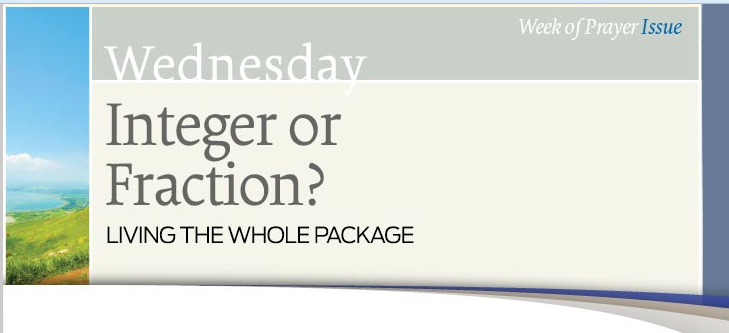 Week of Prayer Issue
Wednesday
Integer or
Fraction?
LIVING THE WHOLE PACKAGE